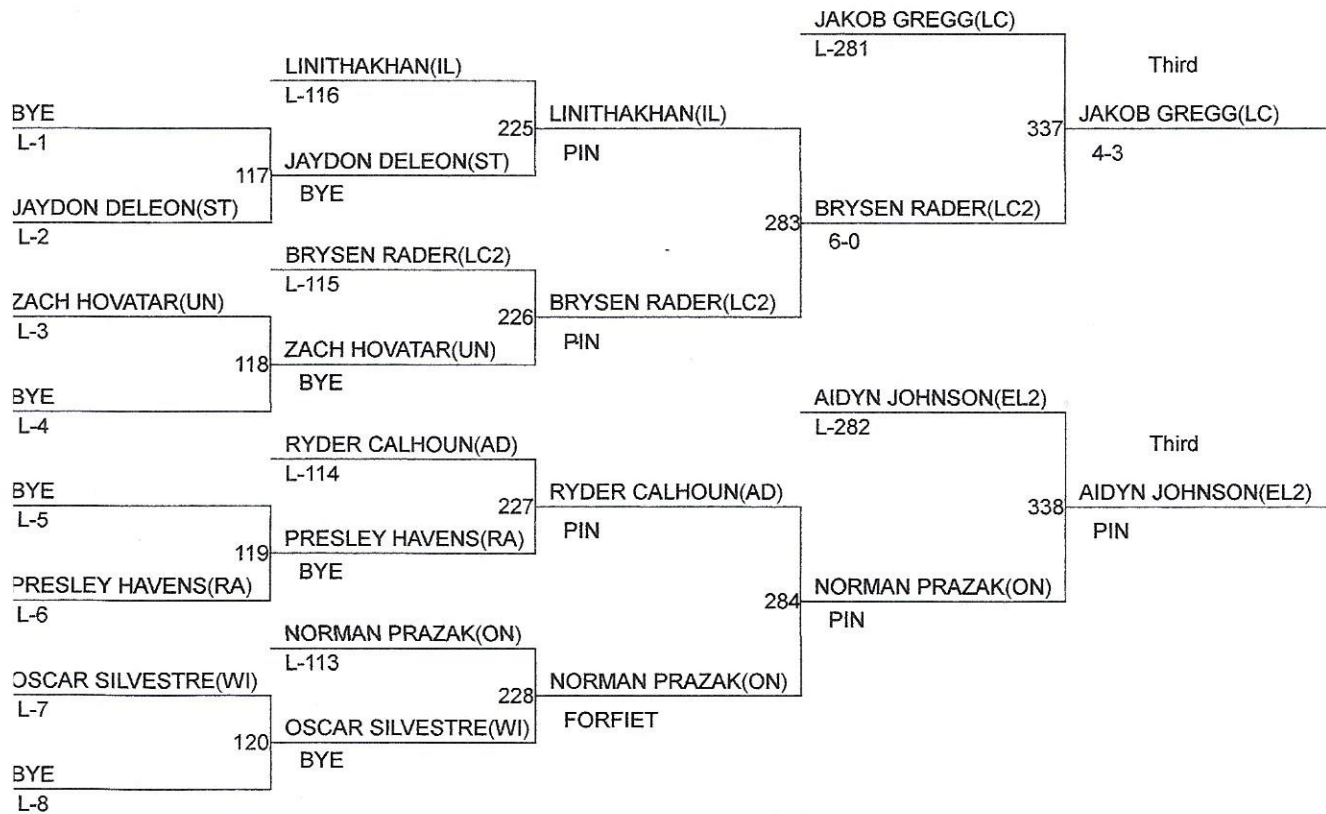 JAKOB GREGG(LC)
L-281
Third
LINITHAKHAN(IL)
L-116
BYE
L-1
225
LINITHAKHAN(IL)
PIN
337
JAKOB GREGG(LC)
4-3
117
JAYDON DELEON(ST)
BYE
JAYDON DELEON(ST)
L-2
283
BRYSEN RADER(LC2)
6-0
BRYSEN RADER(LC2)
L-115
ZACH HOVATAR(UN)
L-3
226
BRYSEN RADER(LC2)
PIN
118
ZACH HOVATAR(UN)
BYE
BYE
L-4
AIDYN JOHNSON(EL2)
L-282
Third
RYDER CALHOUN(AD)
L-114
BYE
L-5
227
RYDER CALHOUN(AD)
PIN
338
AIDYN JOHNSON(EL2)
PIN
119
PRESLEY HAVENS(RA)
BYE
PRESLEY HAVENS(RA)
L-6
284
NORMAN PRAZAK(ON)
PIN
NORMAN PRAZAK(ON)
L-113
OSCAR SILVESTRE(WI)
L-7
228
NORMAN PRAZAK(ON)
FORFIET
120
OSCAR SILVESTRE(WI)
BYE
BYE
L-8